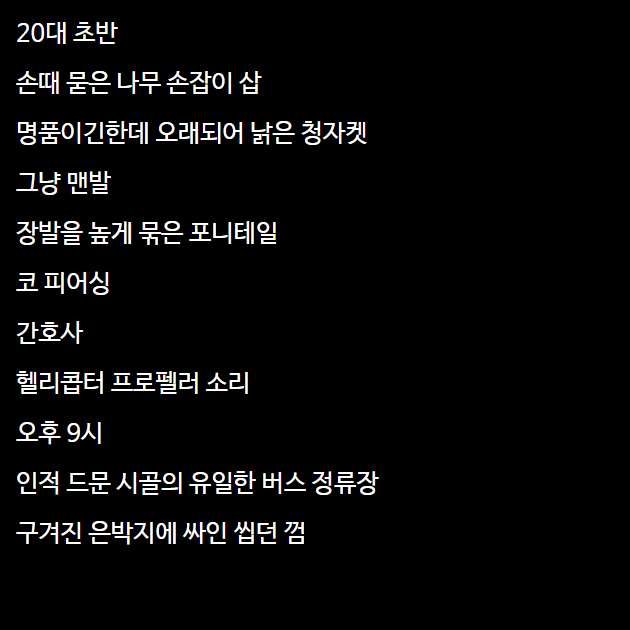 20대 초반
손때 묻은 나무 손잡이 삽
명품이긴한데 오래되어 낡은 청자켓
그냥 맨발
장발을 높게 묶은 포니테일
코 피어싱
간호사
헬리콥터 프로펠러 소리
오후 9시
인적 드문 시골의 유일한 버스 정류장
구겨진 은박지에 싸인 씹던 껌